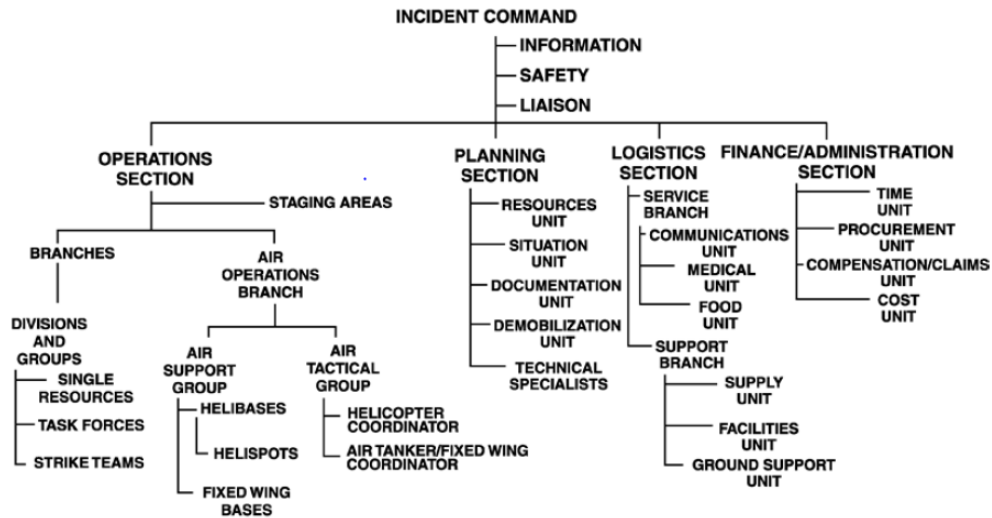 INCIDENT COMMAND
INFORMATION
SAFETY
LIAISON
OPERATIONS
SECTION
STAGING AREAS
BRANCHES
AIR
OPERATIONS
BRANCH
DIVISIONS
AND
GROUPS
SINGLE
RESOURCES
TASK FORCES
STRIKE TEAMS
AIR
SUPPORT
GROUP
HELIBASES
HELISPOTS
FIXED WING
BASES
AIR
TACTICAL
GROUP
HELICOPTER
COORDINATOR
AIR TANKER/FIXED WING
COORDINATOR
PLANNING
SECTION
RESOURCES
UNIT
SITUATION
UNIT
DOCUMENTATION
UNIT
DEMOBILIZATION
UNIT
TECHNICAL
SPECIALISTS
LOGISTICS
SECTION
SERVICE
BRANCH
COMMUNICATIONS
UNIT
MEDICAL
UNIT
FOOD
UNIT
SUPPORT
BRANCH
SUPPLY
UNIT
FACILITIES
UNIT
GROUND SUPPORT
UNIT
FINANCE/ADMINISTRATION
SECTION
TIME
UNIT
PROCUREMENT
UNIT
COMPENSATION/CLAIMS
UNIT
COST
UNIT